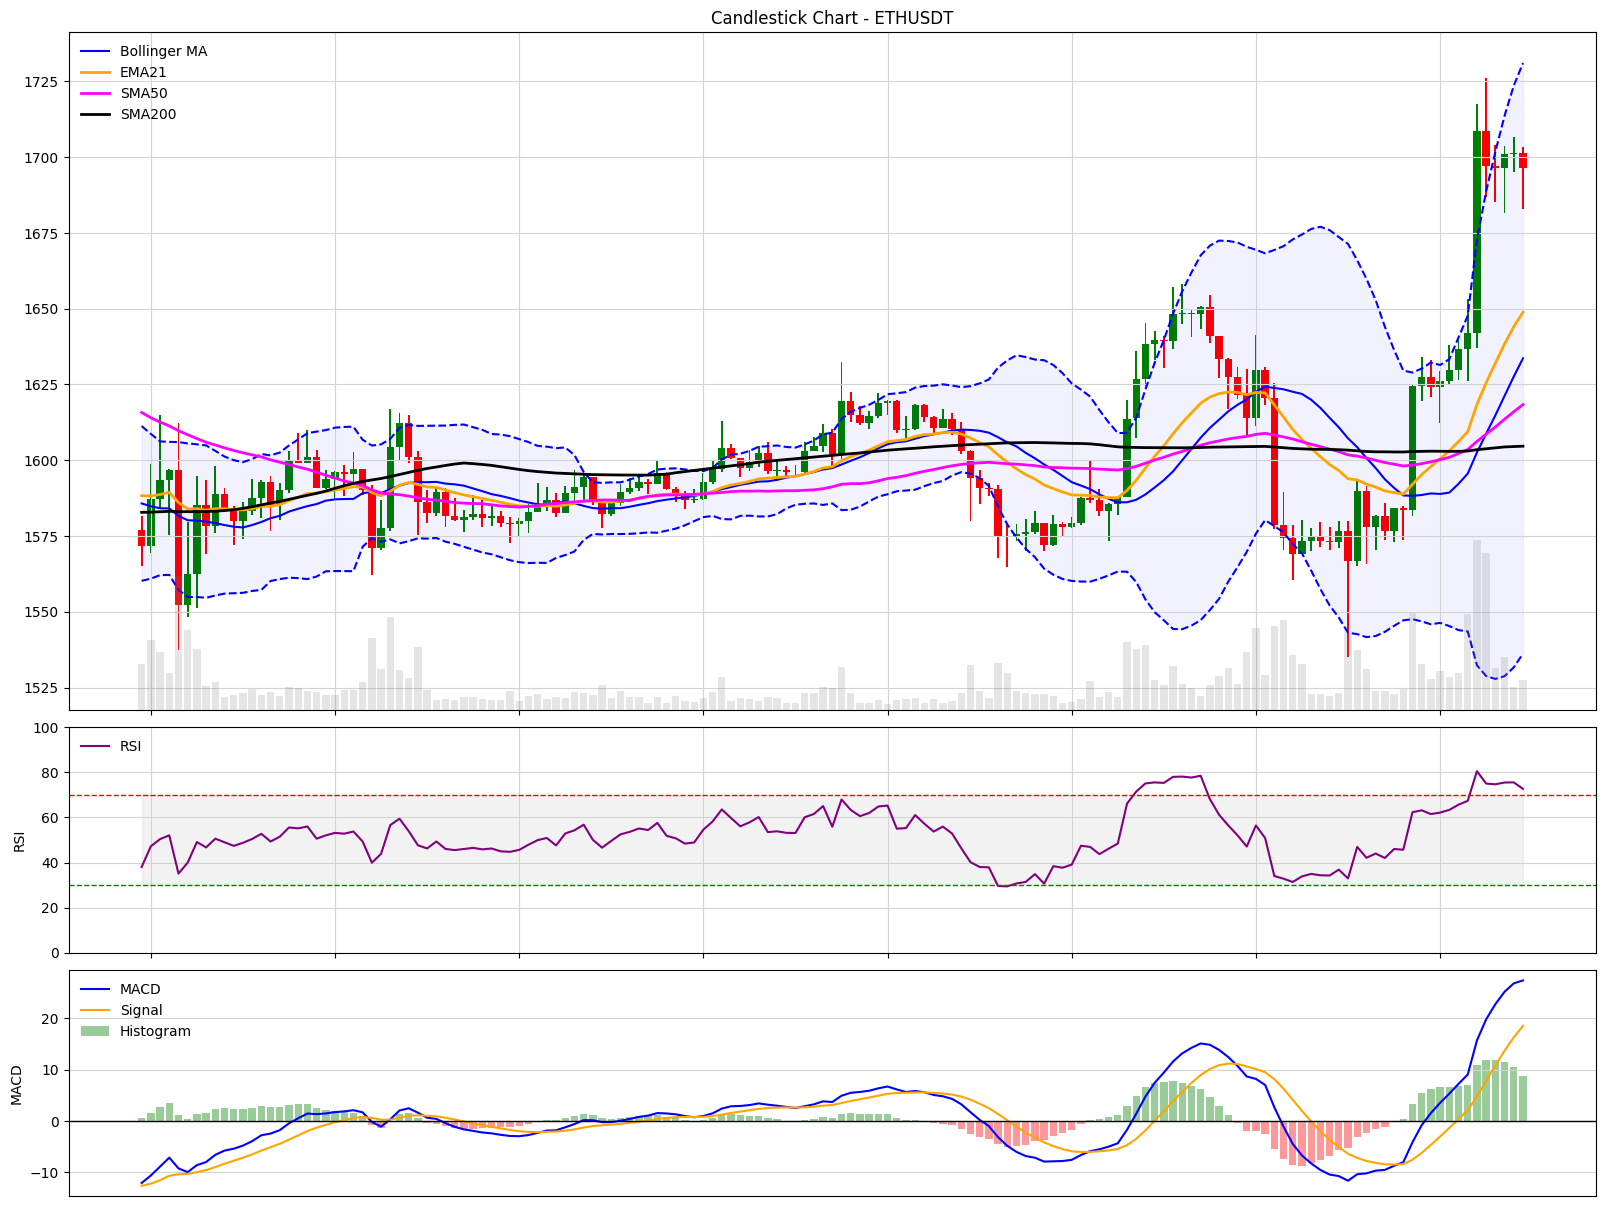 Candlestick Chart - ETHUSDT
Bollinger MA
EMA21
SMA50
SMA200
1725
1700
1675
1650
1625
1600
1575
1550
1525
RSI
100
80
60
40
20
0
RSI
MACD
Signal
Histogram
20
10
0
−10
MACD